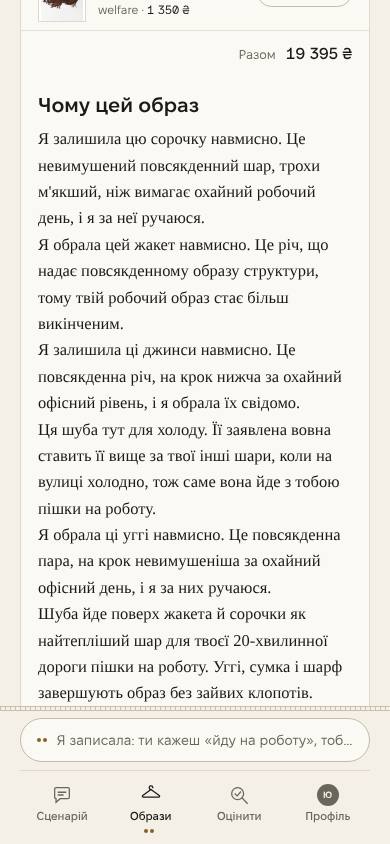 welfare · 1 350 ₴
Разом 19 395 ₴
Чому цей образ
Я залишила цю сорочку навмисно. Це
невимушений повсякденний шар, трохи
м'якший, ніж вимагає охайний робочий
день, і я за неї ручаюся.
Я обрала цей жакет навмисно. Це річ, що
надає повсякденному образу структури,
тому твій робочий образ стає більш
викінченим.
Я залишила ці джинси навмисно. Це
повсякденна річ, на крок нижча за охайний
офісний рівень, і я обрала їх свідомо.
Ця шуба тут для холоду. Її заявлена вовна
ставить її вище за твої інші шари, коли на
вулиці холодно, тож саме вона йде з тобою
пішки на роботу.
Я обрала ці уггі навмисно. Це повсякденна
пара, на крок невимушеніша за охайний
офісний день, і я за них ручаюся.
Шуба йде поверх жакета й сорочки як
найтепліший шар для твоєї 20-хвилинної
дороги пішки на роботу. Уггі, сумка і шарф
завершують образ без зайвих клопотів.
Я записала: ти кажеш «йду на роботу», тоб...
Сценарій
Образи
Оцінити
Ю
Профіль